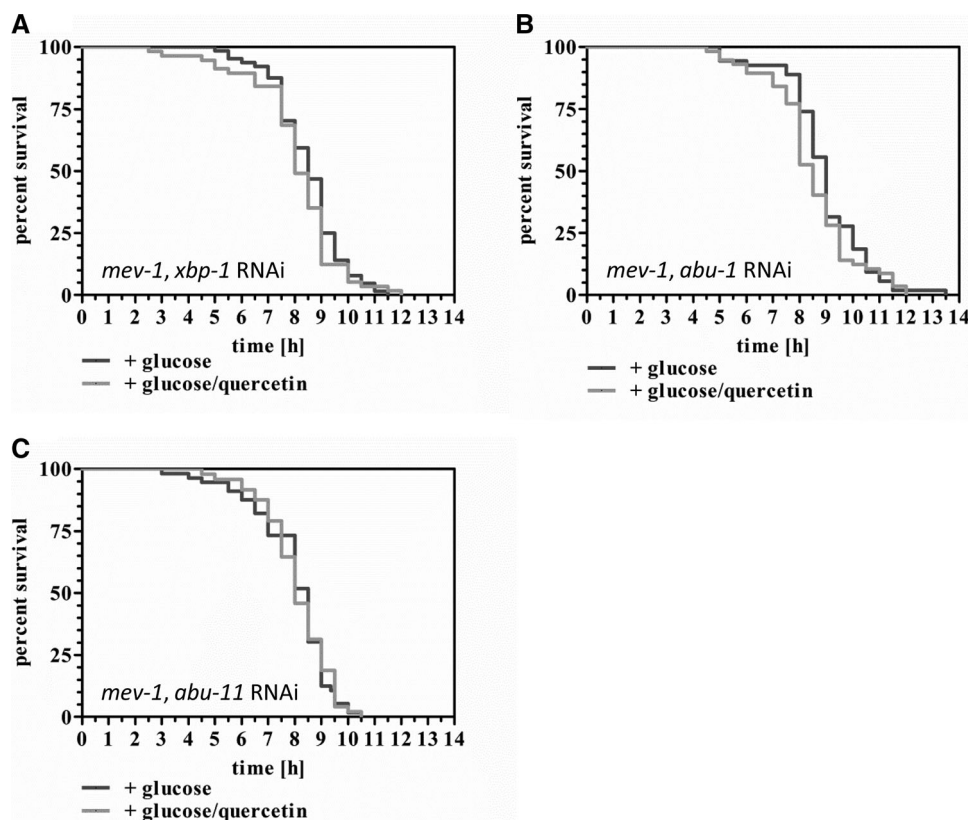 A
percent survival
100
75
50
25
0
mev-1, xbp-1 RNAi
0 1 2 3 4 5 6 7 8 9 10 11 12 13 14
time [h]
+ glucose
+ glucose/quercetin
B
percent survival
100
75
50
25
0
mev-1, abu-1 RNAi
0 1 2 3 4 5 6 7 8 9 10 11 12 13 14
time [h]
+ glucose
+ glucose/quercetin
C
percent survival
100
75
50
25
0
mev-1, abu-11 RNAi
0 1 2 3 4 5 6 7 8 9 10 11 12 13 14
time [h]
+ glucose
+ glucose/quercetin